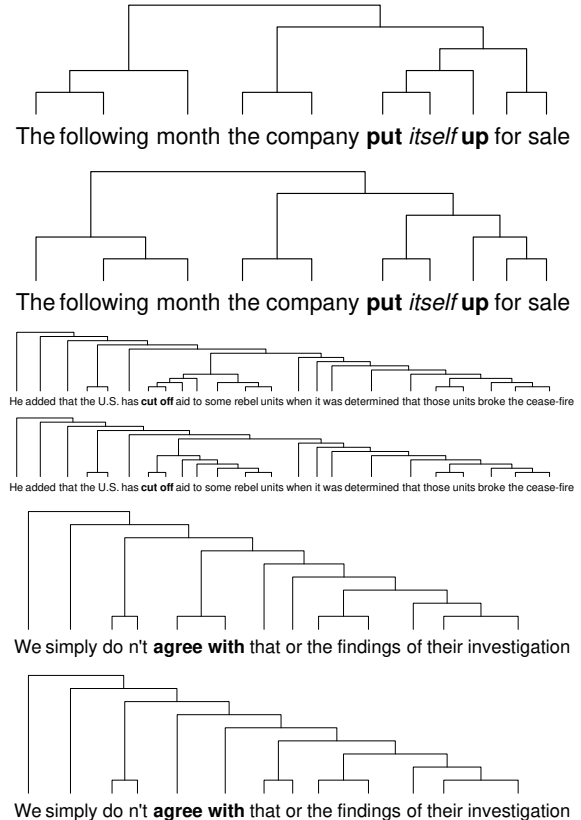 The following month the company put itself up for sale
The following month the company put itself up for sale
He added that the U.S. has cut off aid to some rebel units when it was determined that those units broke the cease-fire
He added that the U.S. has cut off aid to some rebel units when it was determined that those units broke the cease-fire
We simply do n't agree with that or the findings of their investigation
We simply do n't agree with that or the findings of their investigation